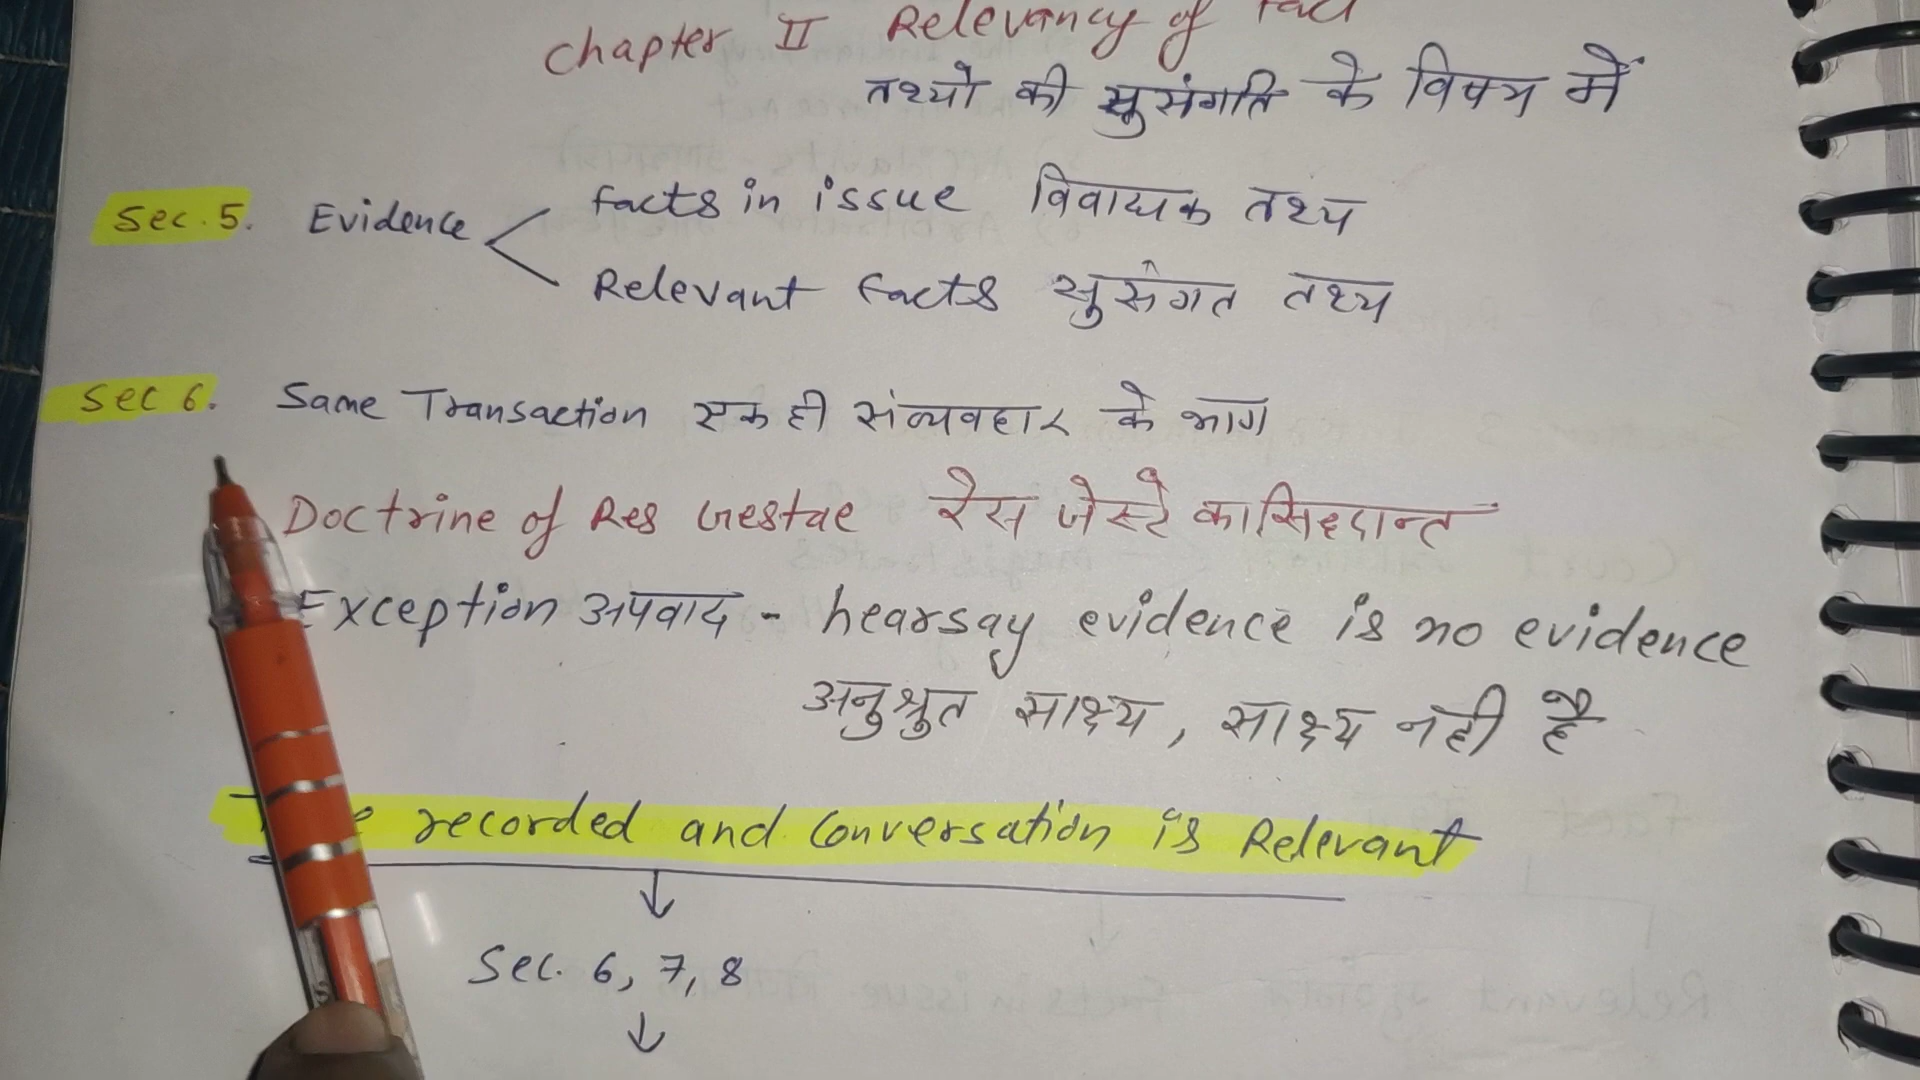 Chapter II Relevancy of Fact
तथ्यो की सुसंगति के विषय में
Sec. 5. Evidence
facts in issue विवाद्यक तथ्य
Relevant facts सुसंगत तथ्य
Sec 6. Same Transaction एक ही संव्यवहार के भाग
Doctrine of Res Gestae रेस जेस्टे का सिद्दान्त
Exception अपवाद - hearsay evidence is no evidence
अनुश्रुत साक्ष्य, साक्ष्य नही है
recorded and conversation is Relevant
Sec. 6, 7, 8